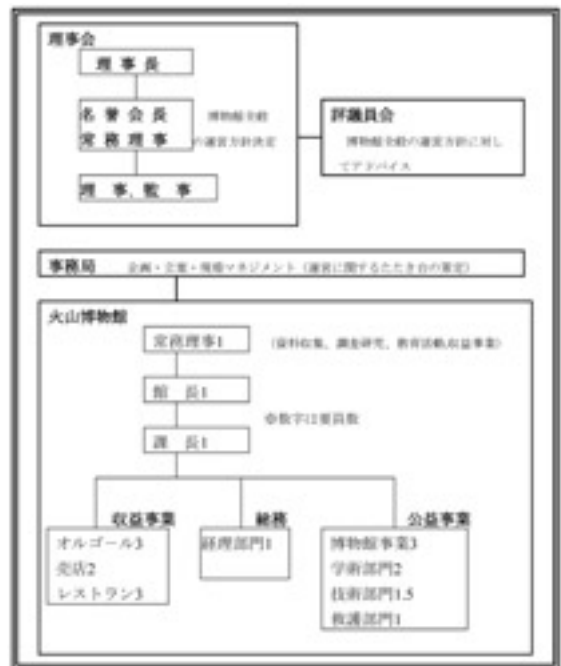 理事会
理 事 長
名 誉 会 長
常 務 理 事
博物館全般
の運営方針決定
理 事、監 事
評議員会
博物館全般の運営方針に対し
てアドバイス
事務局 企画・立案・現場マネジメント（運営に関するたたき台の策定）
火山博物館
常務理事1 （資料収集、調査研究、教育活動,収益事業）
館 長1
※数字は要員数
課 長1
収益事業
オルゴール3
売店2
レストラン3
総務
経理部門1
公益事業
博物館事業3
学術部門2
技術部門1.5
救護部門1